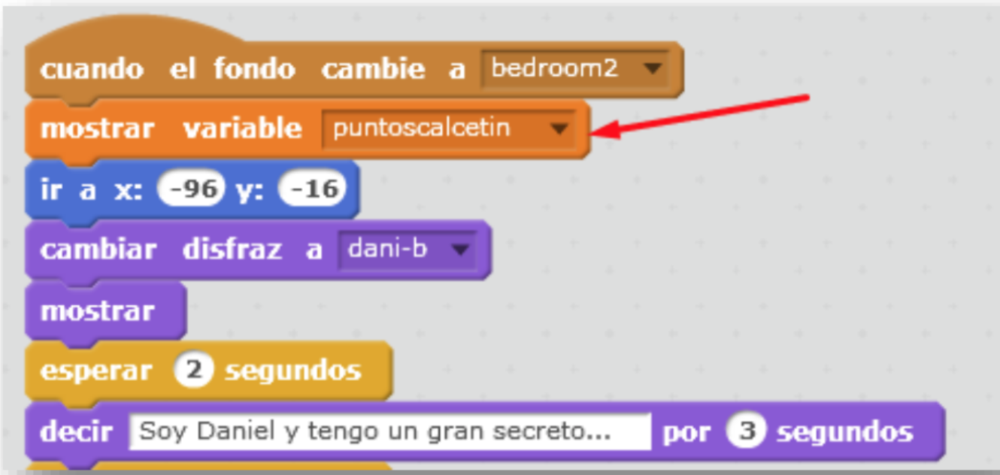 cuando el fondo cambie a bedroom2
mostrar variable puntoscalcetin
ir a x: -96 y: -16
cambiar disfraz a dani-b
mostrar
esperar 2 segundos
decir Soy Daniel y tengo un gran secreto... por 3 segundos